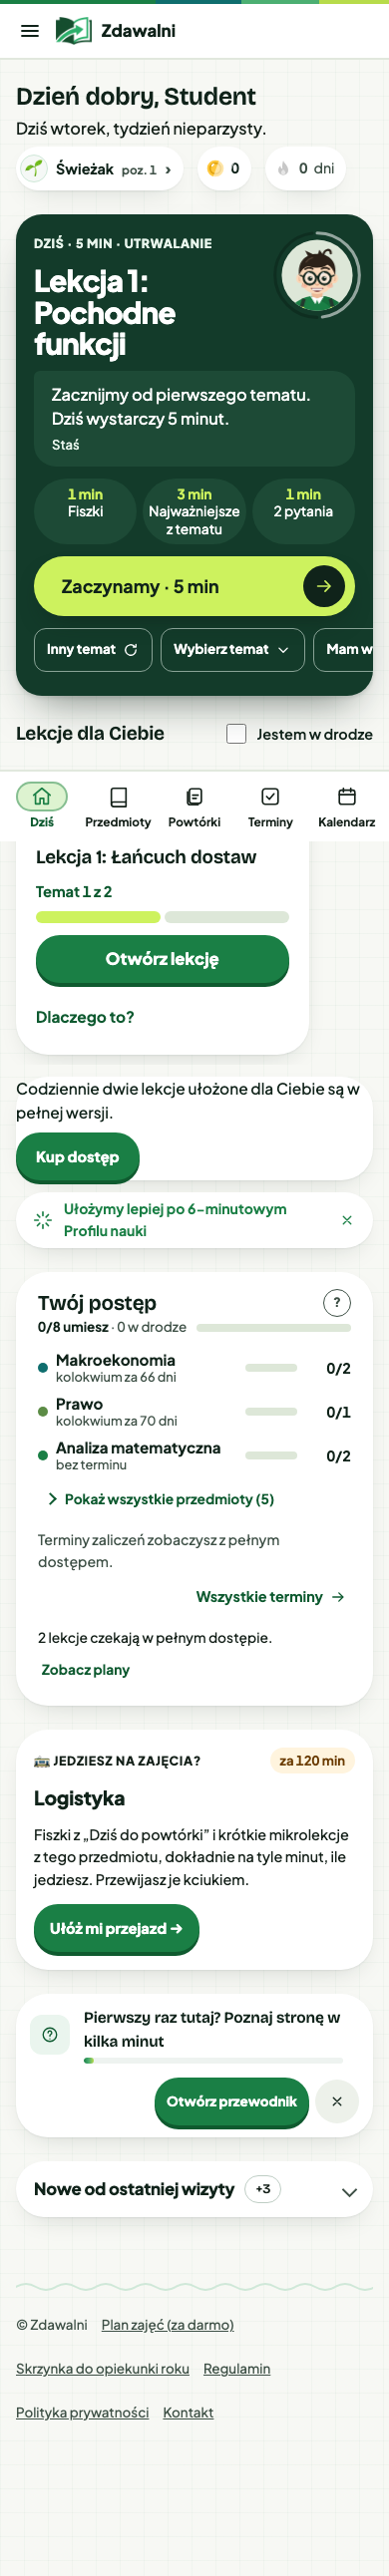 Zdawalni
Dzień dobry, Student
Dziś wtorek, tydzień nieparzysty.
Świeżak poz. 1 › 0 0 dni
DZIŚ · 5 MIN · UTRWALANIE
Lekcja 1:
Pochodne
funkcji
Zacznijmy od pierwszego tematu.
Dziś wystarczy 5 minut.
Staś
1 min 3 min 1 min
Fiszki Najważniejsze 2 pytania
z tematu
Zaczynamy · 5 min →
Inny temat Wybierz temat Mam w
Lekcje dla Ciebie Jestem w drodze
Dziś Przedmioty Powtórki Terminy Kalendarz
Lekcja 1: Łańcuch dostaw
Temat 1 z 2
Otwórz lekcję
Dlaczego to?
Codziennie dwie lekcje ułożone dla Ciebie są w
pełnej wersji.
Kup dostęp
Ułożymy lepiej po 6-minutowym
Profilu nauki
Twój postęp ?
0/8 umiesz · 0 w drodze
Makroekonomia 0/2
kolokwium za 66 dni
Prawo 0/1
kolokwium za 70 dni
Analiza matematyczna 0/2
bez terminu
Pokaż wszystkie przedmioty (5)
Terminy zaliczeń zobaczysz z pełnym
dostępem.
Wszystkie terminy →
2 lekcje czekają w pełnym dostępie.
Zobacz plany
JEDZIESZ NA ZAJĘCIA? za 120 min
Logistyka
Fiszki z „Dziś do powtórki” i krótkie mikrolekcje
z tego przedmiotu, dokładnie na tyle minut, ile
jedziesz. Przewijasz je kciukiem.
Ułóż mi przejazd →
Pierwszy raz tutaj? Poznaj stronę w
kilka minut
Otwórz przewodnik
Nowe od ostatniej wizyty +3
© Zdawalni Plan zajęć (za darmo)
Skrzynka do opiekunki roku Regulamin
Polityka prywatności Kontakt